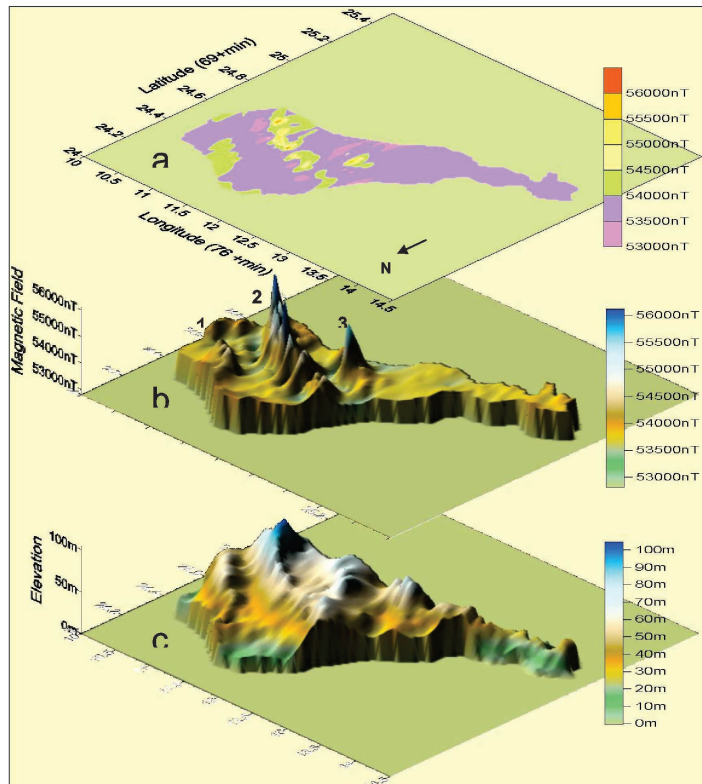 Latitude (69+min)
24
24.2
24.4
24.6
24.8
25
25.2
25.4
10
10.5
11
11.5
12
12.5
13
13.5
14
14.5
Longitude (76 +min)
a
N
56000nT
55500nT
55000nT
54500nT
54000nT
53500nT
53000nT
Magnetic Field
56000nT
55000nT
54000nT
53000nT
1
2
3
b
56000nT
55500nT
55000nT
54500nT
54000nT
53500nT
53000nT
Elevation
100m
50m
0m
c
100m
90m
80m
70m
60m
50m
40m
30m
20m
10m
0m